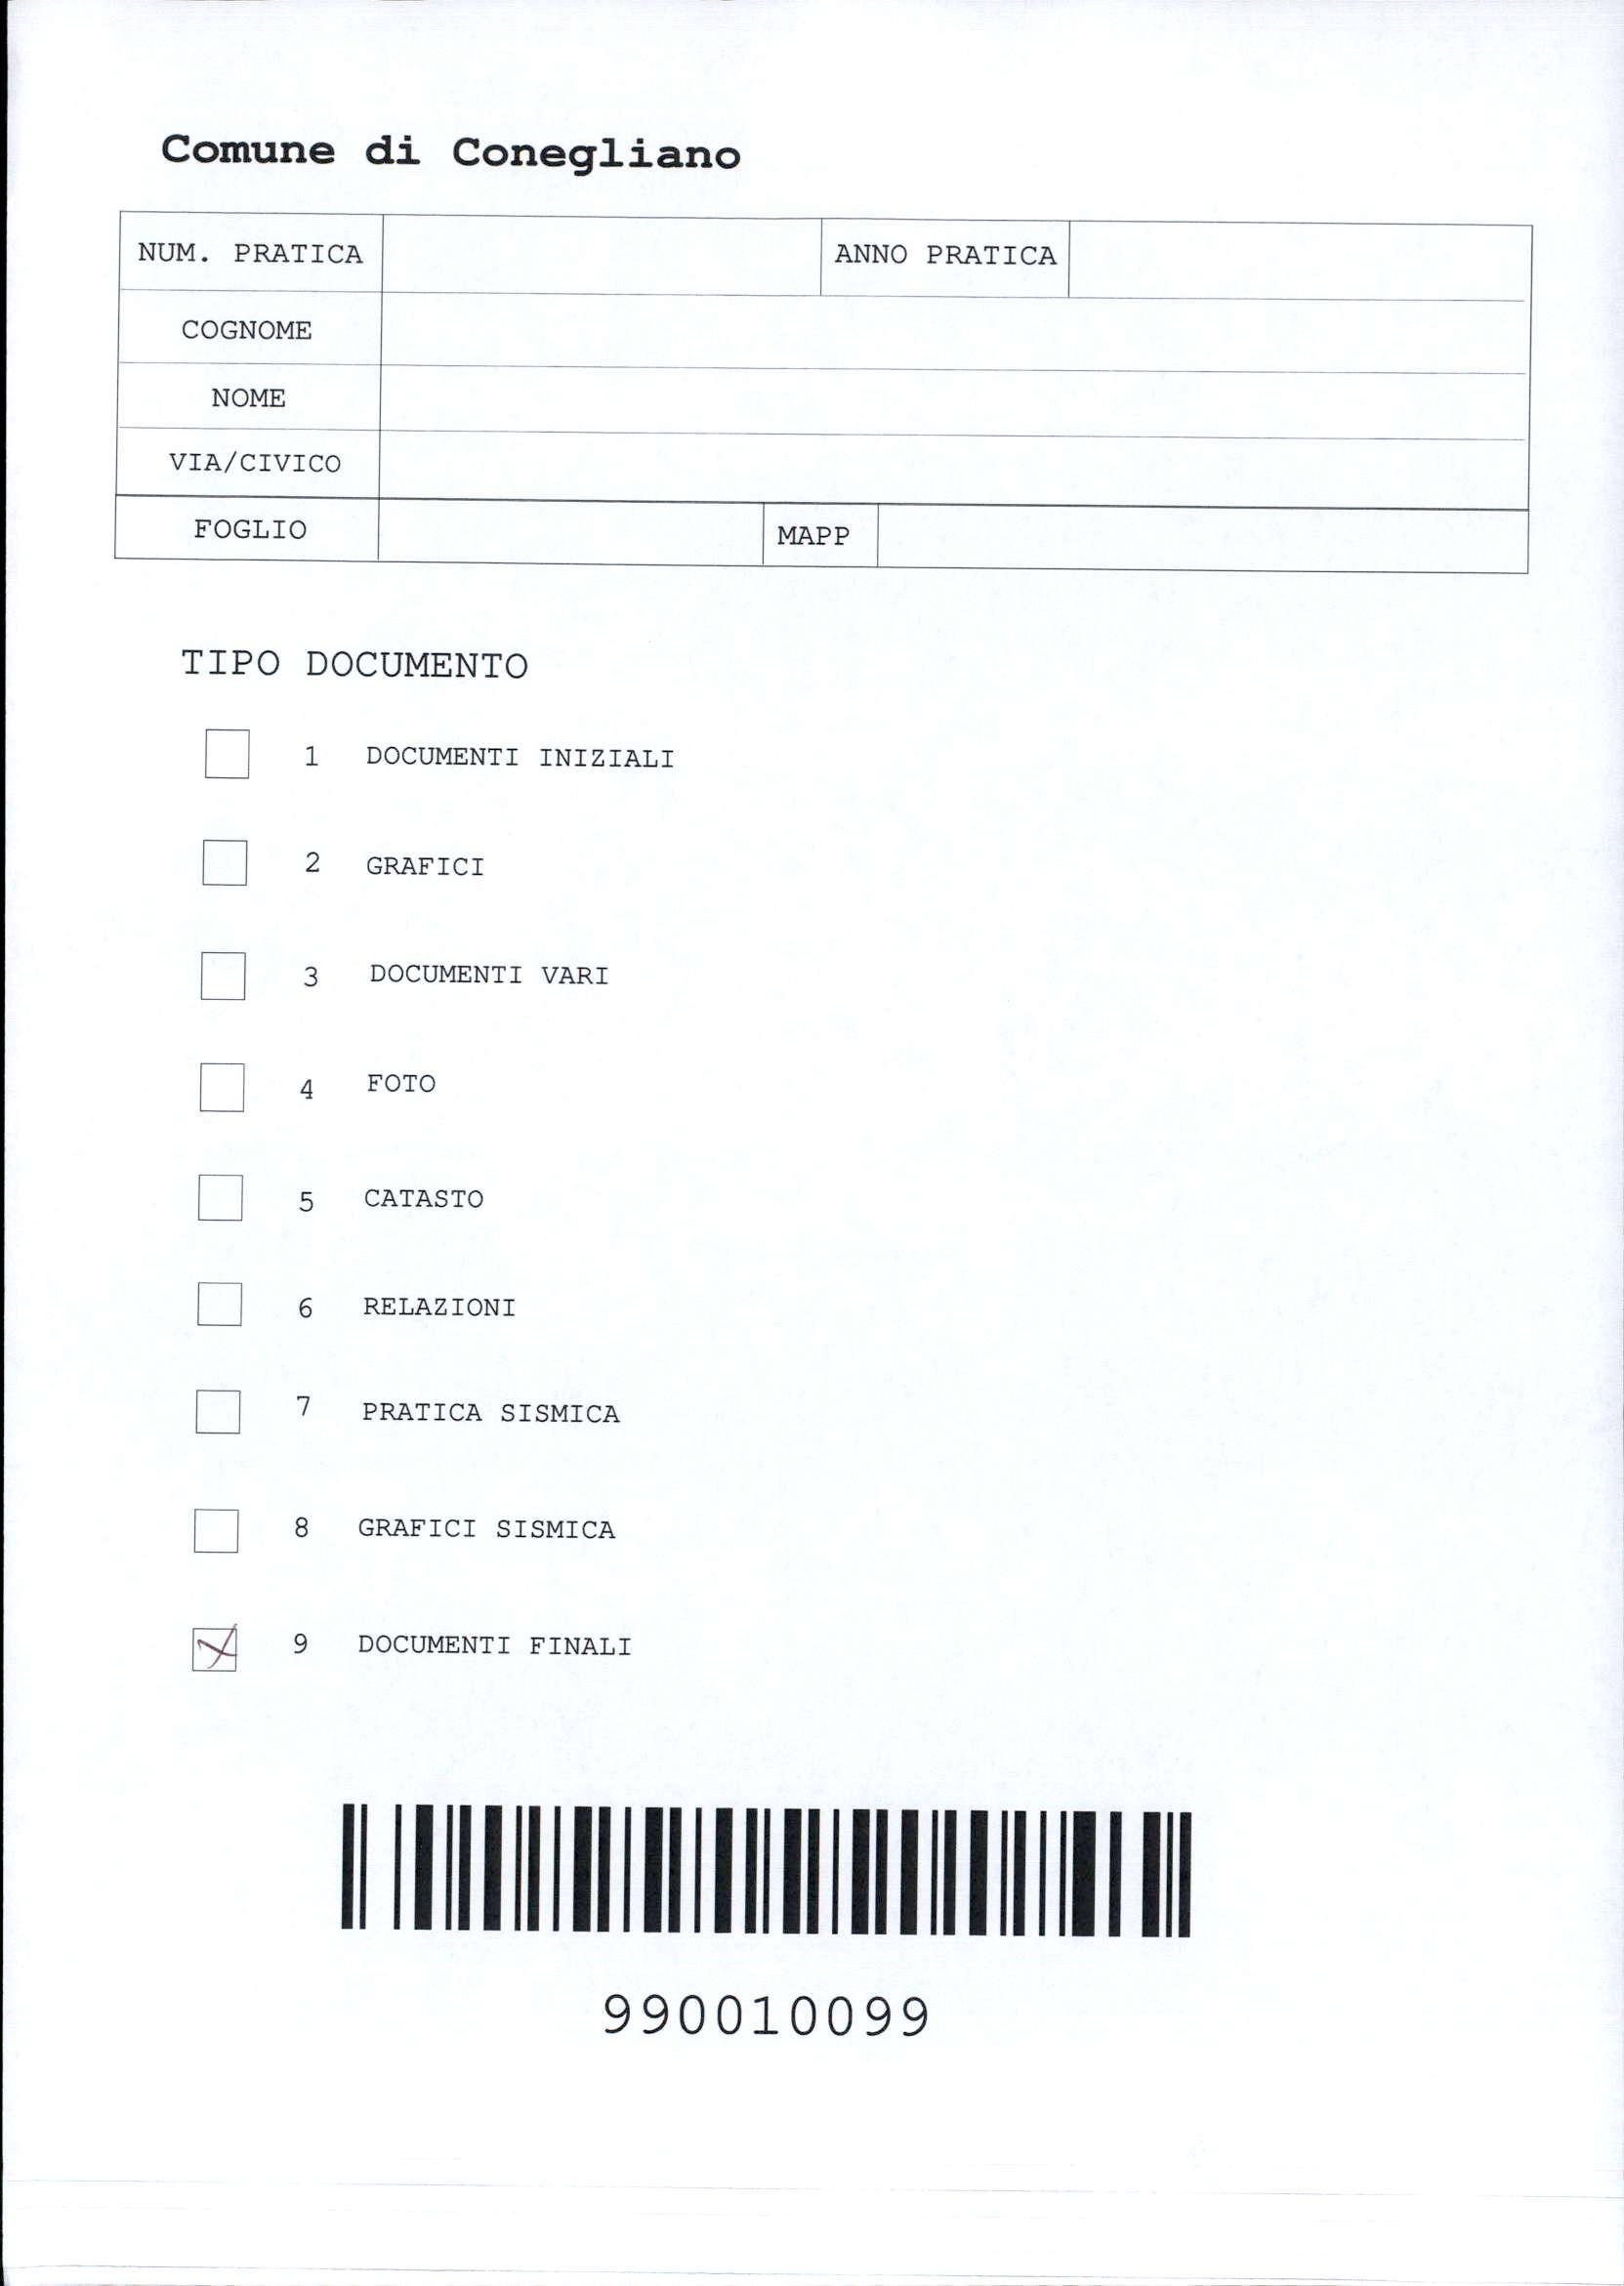 Comune di Conegliano
NUM. PRATICA ANNO PRATICA
COGNOME
NOME
VIA/CIVICO
FOGLIO MAPP
TIPO DOCUMENTO
1 DOCUMENTI INIZIALI
2 GRAFICI
3 DOCUMENTI VARI
4 FOTO
5 CATASTO
6 RELAZIONI
7 PRATICA SISMICA
8 GRAFICI SISMICA
9 DOCUMENTI FINALI
990010099